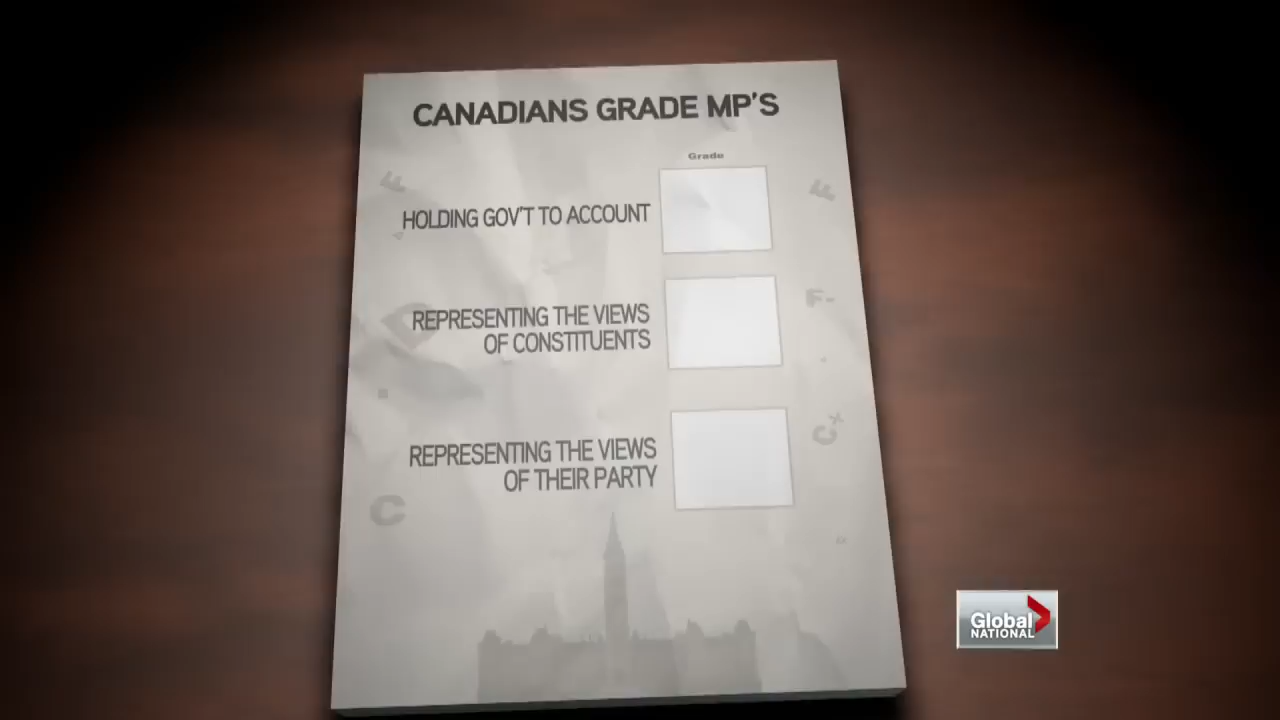 CANADIANS GRADE MP'S
Grade
HOLDING GOV'T TO ACCOUNT
REPRESENTING THE VIEWS
OF CONSTITUENTS
REPRESENTING THE VIEWS
OF THEIR PARTY
F
F
F-
C+
C
Global
NATIONAL